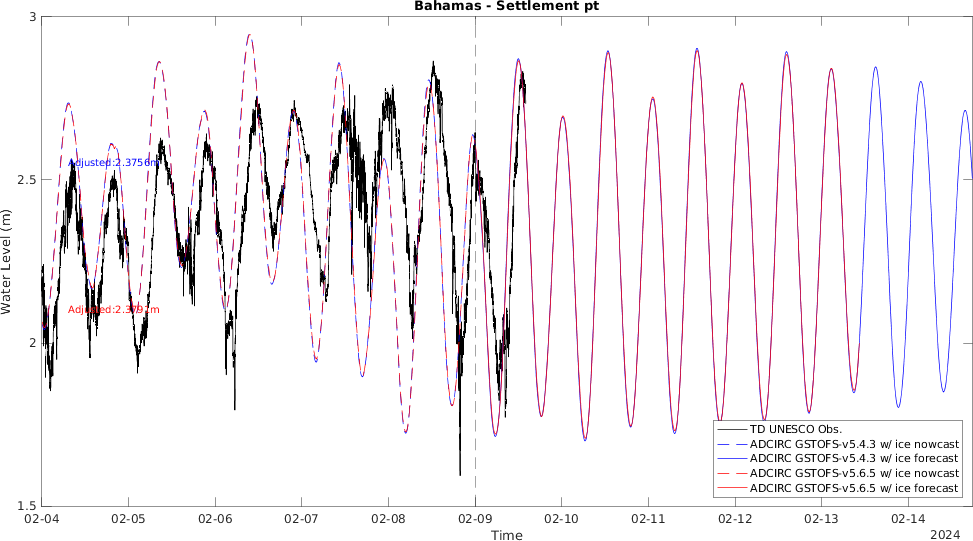 Bahamas - Settlement pt
3
2.5
2
1.5
Water Level (m)
Adjusted:2.3756m
02-04
02-05
02-06
02-07
02-08
02-09
02-10
02-11
02-12
02-13
02-14
Time
2024
TD UNESCO Obs.
ADCIRC GSTOFS-v5.4.3 w/ ice nowcast
ADCIRC GSTOFS-v5.4.3 w/ ice forecast
ADCIRC GSTOFS-v5.6.5 w/ ice nowcast
ADCIRC GSTOFS-v5.6.5 w/ ice forecast